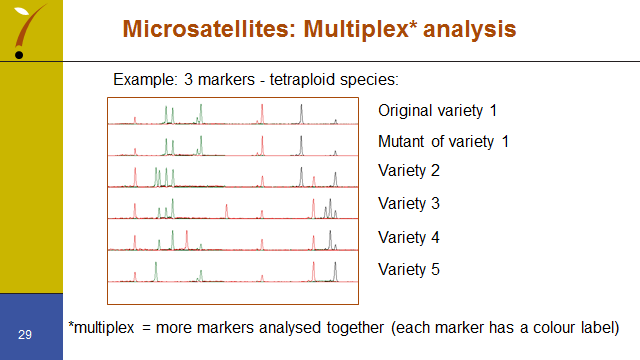 Microsatellites: Multiplex* analysis
Example: 3 markers - tetraploid species:
Original variety 1
Mutant of variety 1
Variety 2
Variety 3
Variety 4
Variety 5
29
*multiplex = more markers analysed together (each marker has a colour label)